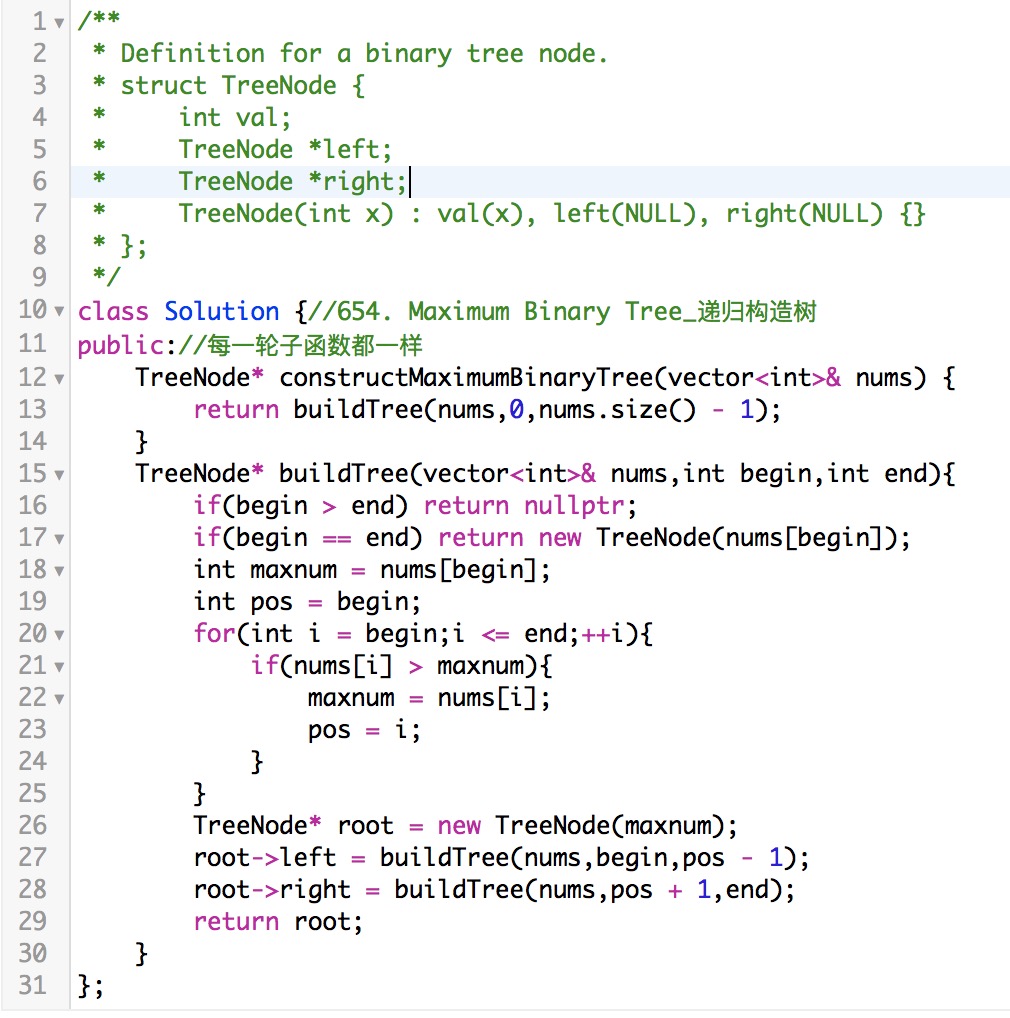 1 /**
2  * Definition for a binary tree node.
3  * struct TreeNode {
4  *     int val;
5  *     TreeNode *left;
6  *     TreeNode *right;
7  *     TreeNode(int x) : val(x), left(NULL), right(NULL) {}
8  * };
9  */
10 class Solution {//654. Maximum Binary Tree_递归构造树
11 public://每一轮子函数都一样
12     TreeNode* constructMaximumBinaryTree(vector<int>& nums) {
13         return buildTree(nums,0,nums.size() - 1);
14     }
15     TreeNode* buildTree(vector<int>& nums,int begin,int end){
16         if(begin > end) return nullptr;
17         if(begin == end) return new TreeNode(nums[begin]);
18         int maxnum = nums[begin];
19         int pos = begin;
20         for(int i = begin;i <= end;++i){
21             if(nums[i] > maxnum){
22                 maxnum = nums[i];
23                 pos = i;
24             }
25         }
26         TreeNode* root = new TreeNode(maxnum);
27         root->left = buildTree(nums,begin,pos - 1);
28         root->right = buildTree(nums,pos + 1,end);
29         return root;
30     }
31 };